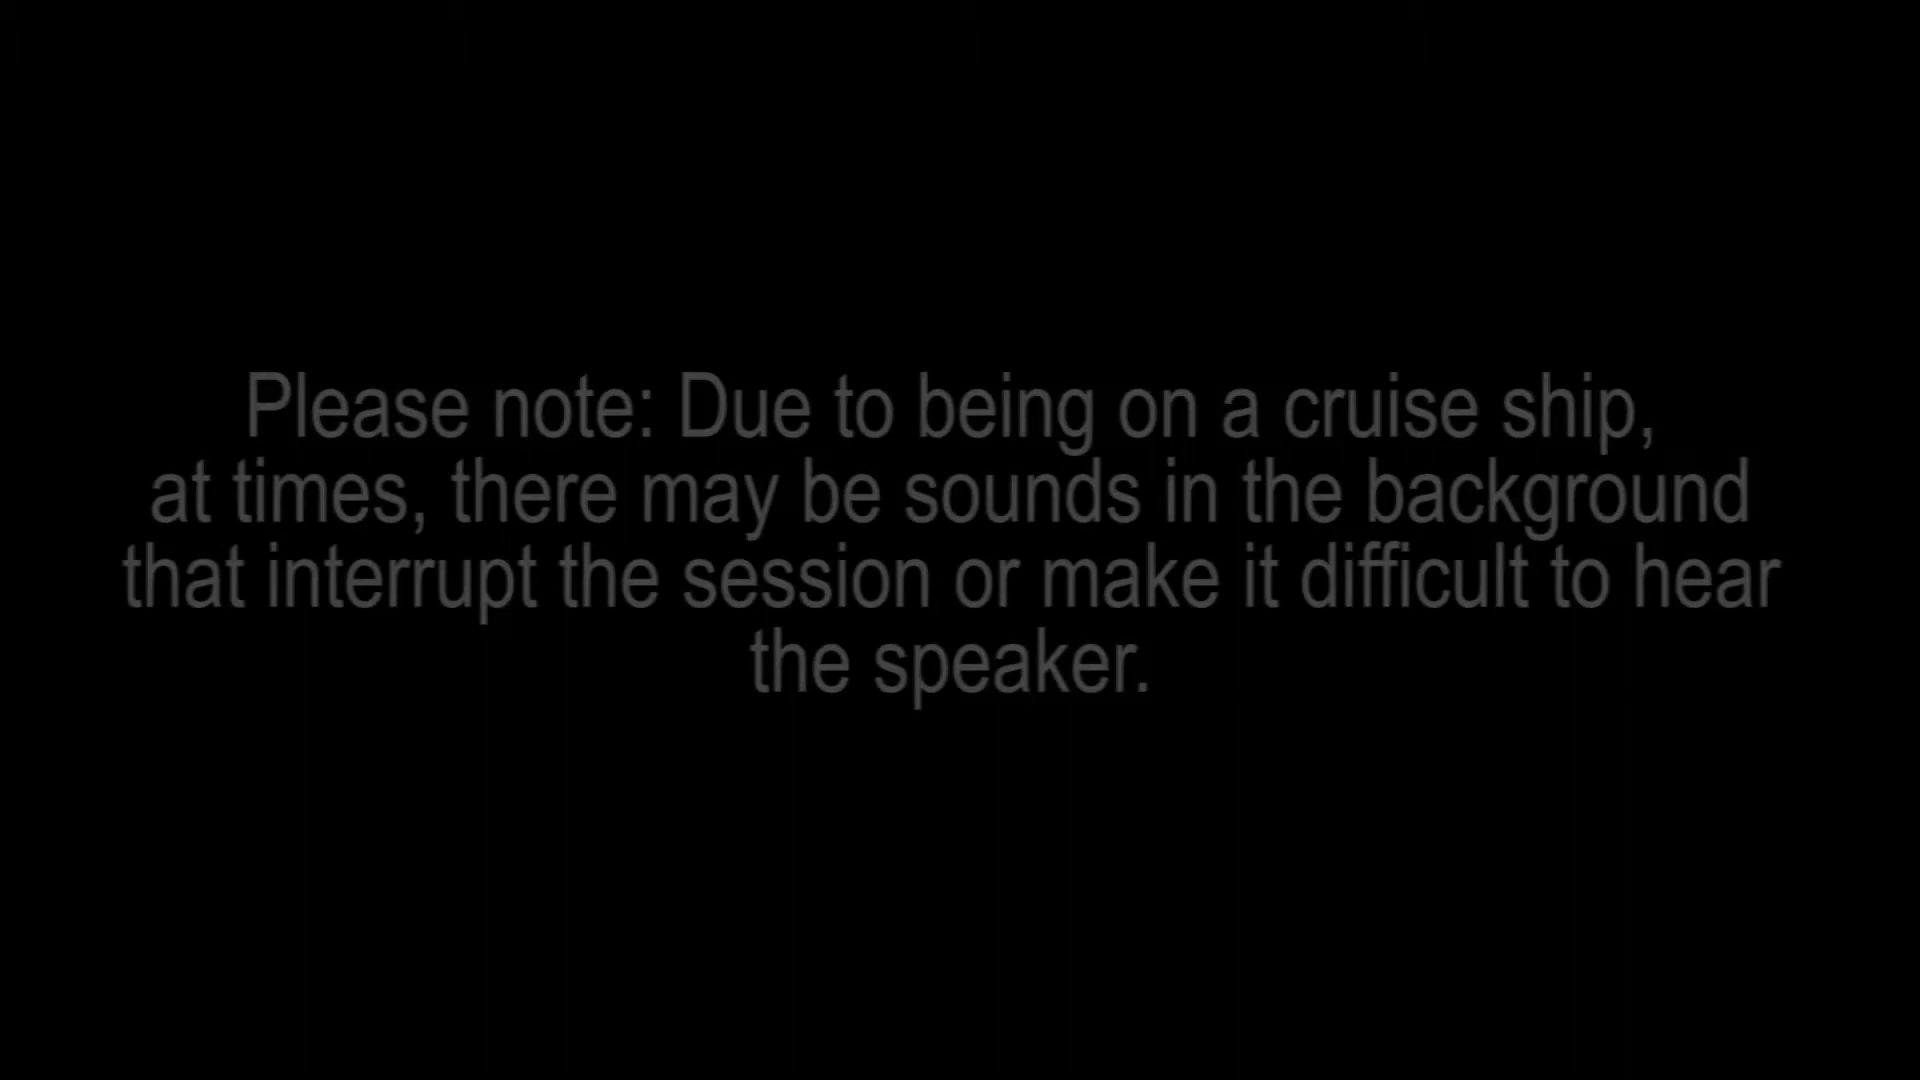 Please note: Due to being on a cruise ship,
at times, there may be sounds in the background
that interrupt the session or make it difficult to hear
the speaker.